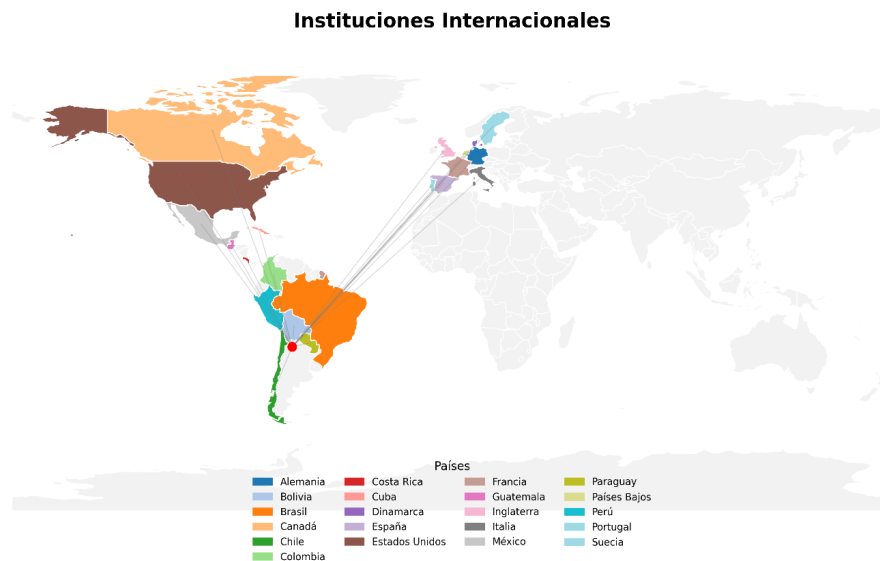 Instituciones Internacionales
Países
Alemania
Bolivia
Brasil
Canadá
Chile
Colombia
Costa Rica
Cuba
Dinamarca
España
Estados Unidos
Francia
Guatemala
Inglaterra
Italia
México
Paraguay
Países Bajos
Perú
Portugal
Suecia